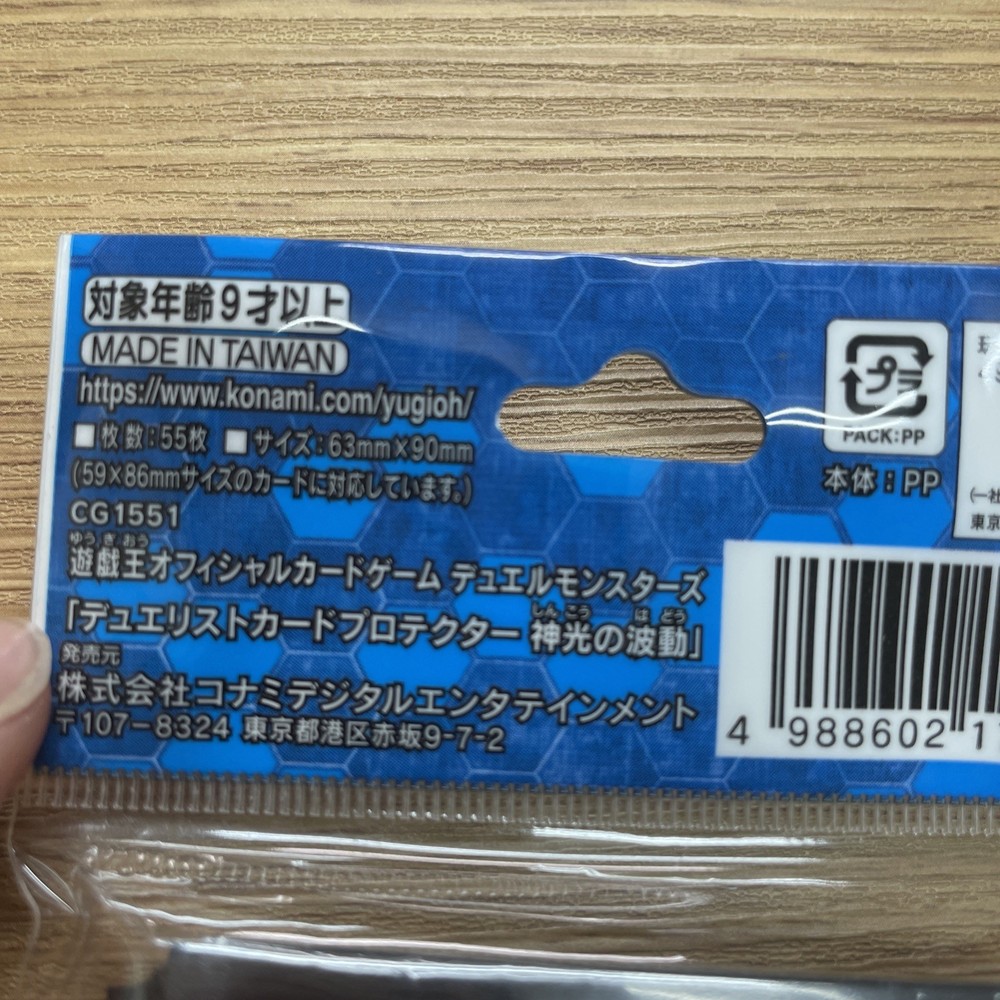 対象年齢9才以上
MADE IN TAIWAN
https://www.konami.com/yugioh/
■枚数:55枚 ■サイズ:63mm×90mm
(59×86mmサイズのカードに対応しています。)
CG1551
ゆうぎおう
遊戯王オフィシャルカードゲーム デュエルモンスターズ
しんこう はどう
「デュエリストカードプロテクター 神光の波動」
発売元
株式会社コナミデジタルエンタテインメント
〒107-8324 東京都港区赤坂9-7-2
プラ
PACK:PP
本体:PP
(一社
東京
4 988602 1